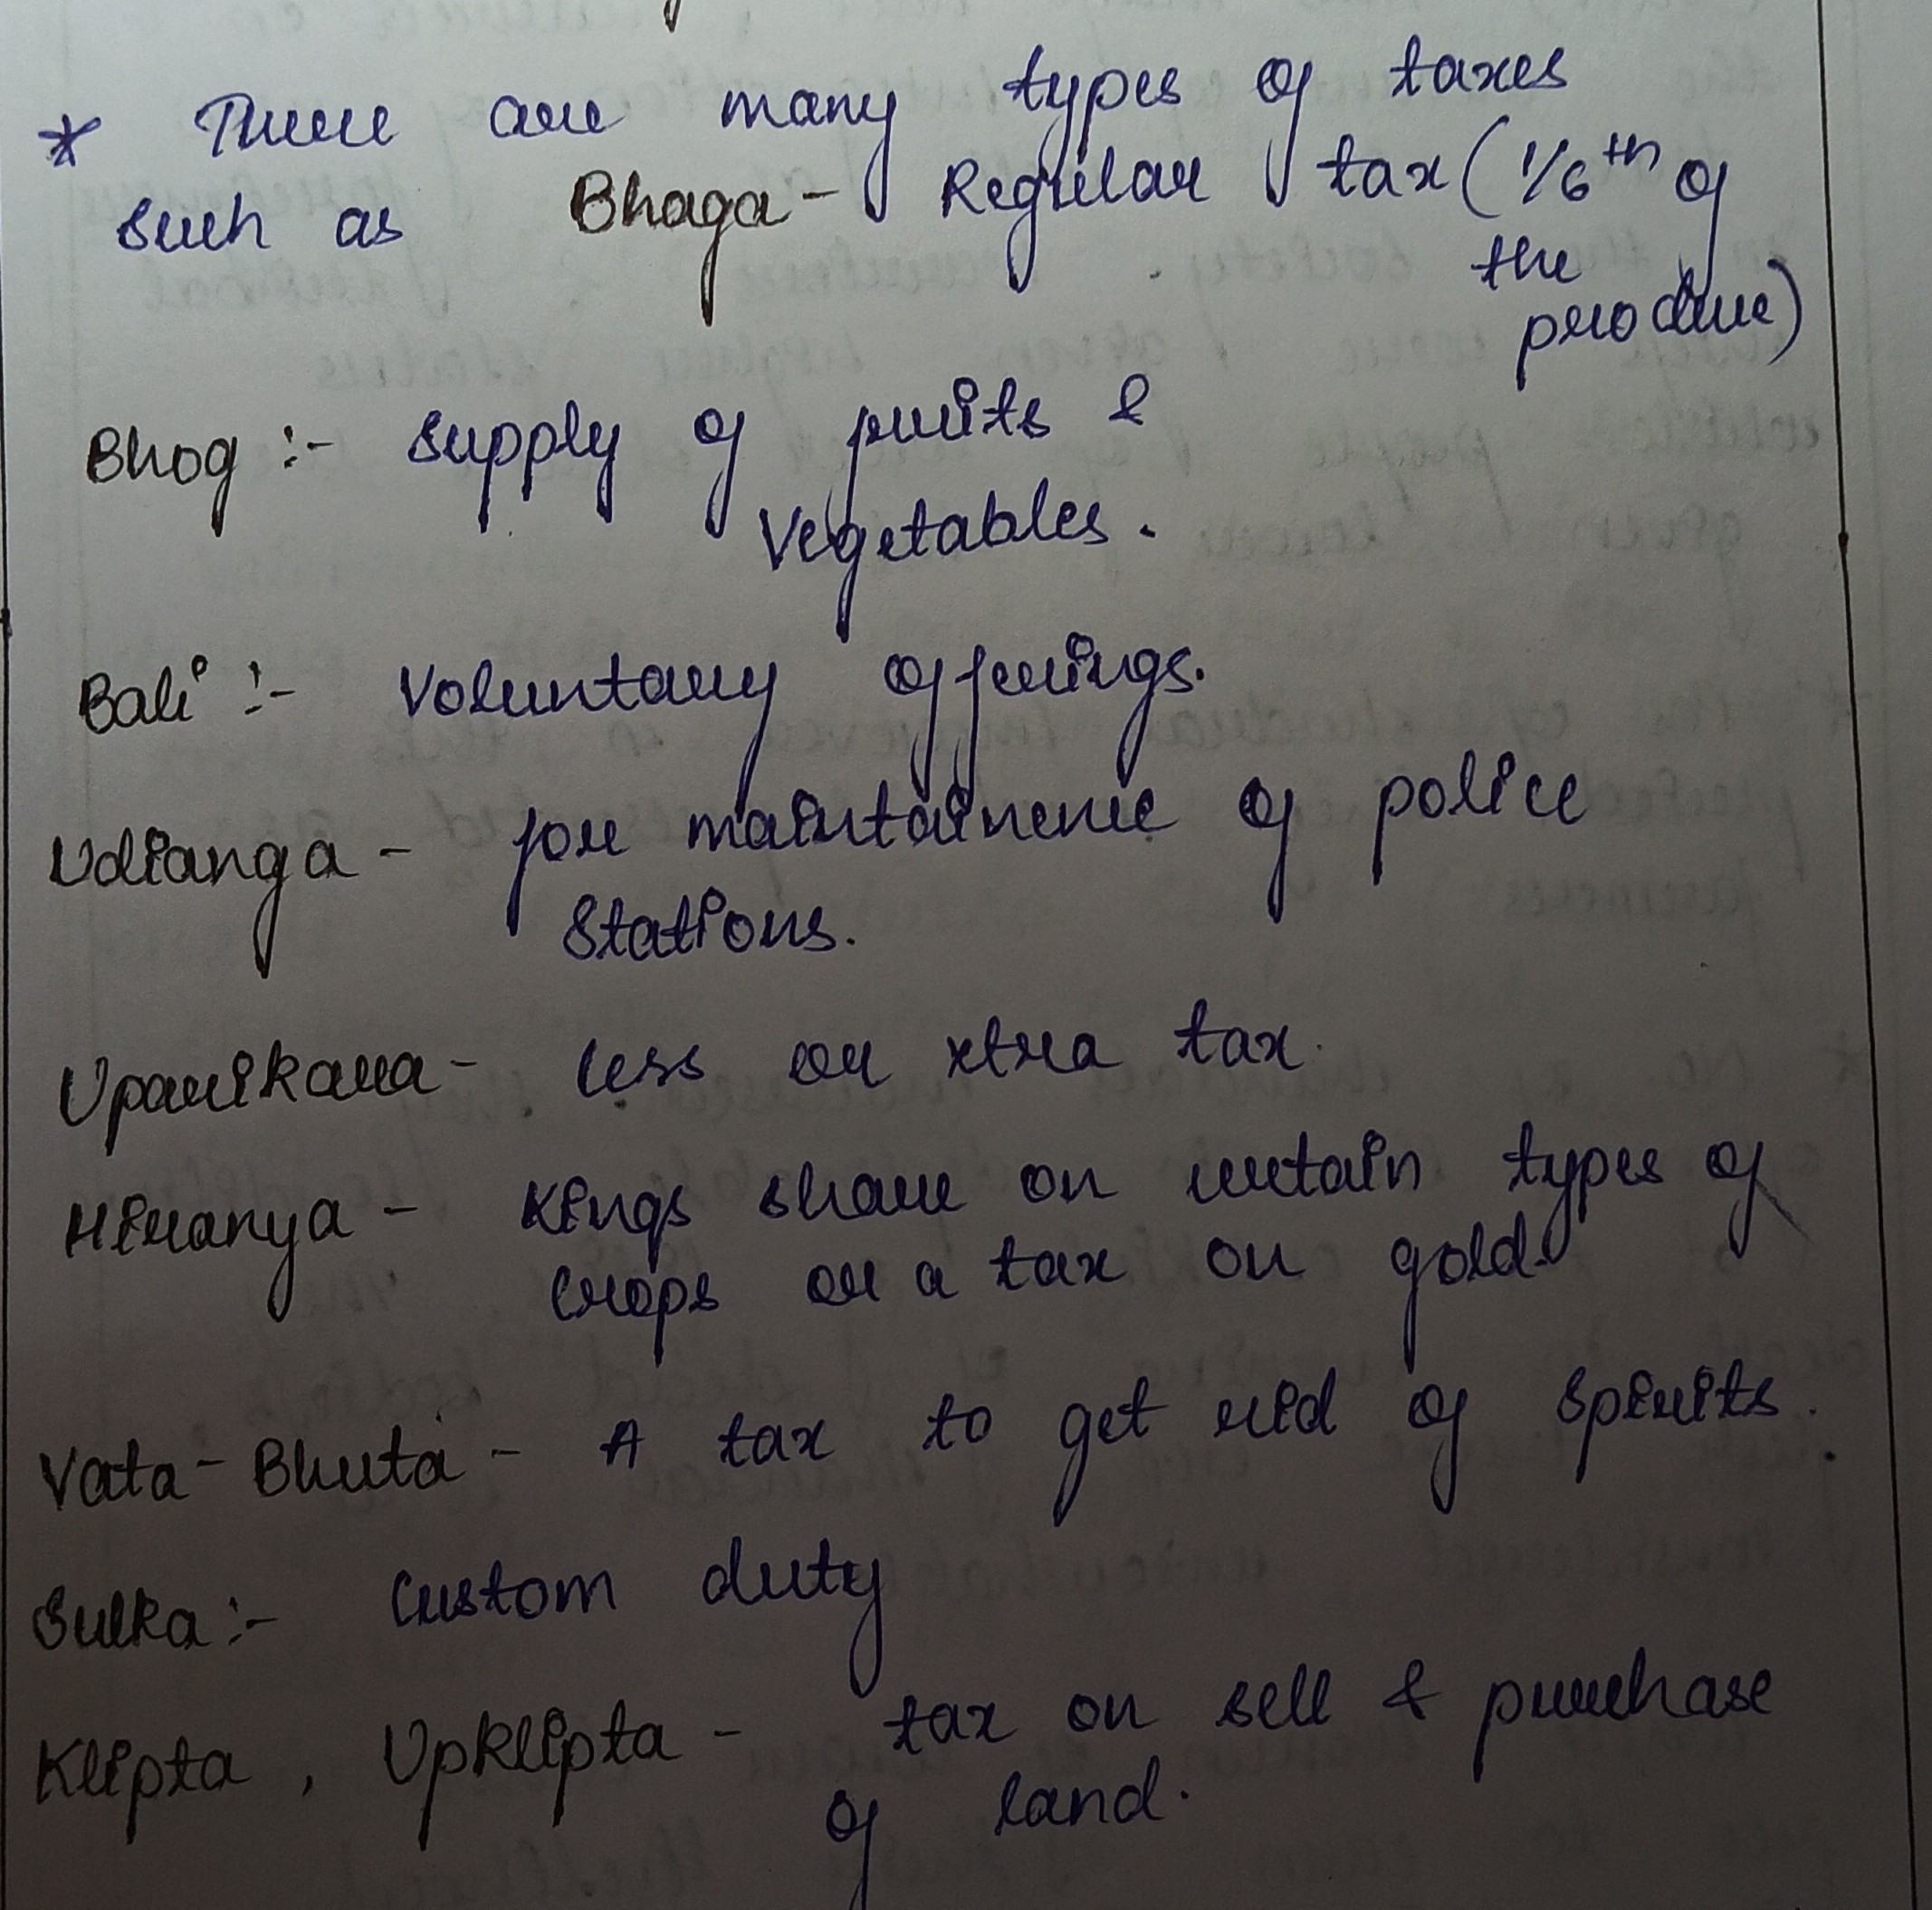 * There are many types of taxes
such as Bhaga - Regular tax (1/6th of
the
produce)
Bhog :- supply of fruits &
Vegetables.
Bali :- Voluntary offerings.
Udianga - for maintainence of police
stations.
Uparikara - cess or xtra tax.
Hiranya - Kings share on certain types of
crops or a tax on gold.
Vata - Bhuta - A tax to get rid of spirits.
Sulka :- Custom duty
Klipta , Upklipta - tax on sell & purchase
of land.